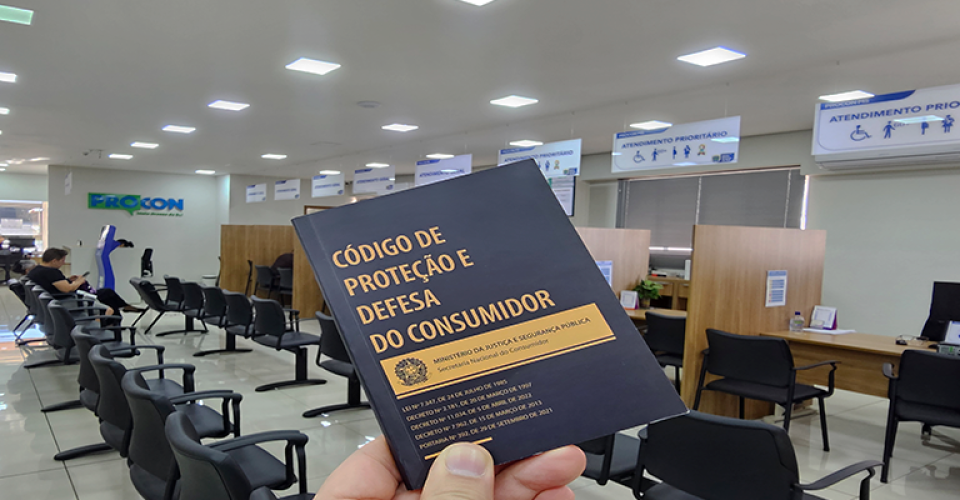 PROCON
ATENDIMENTO PRIORITÁRIO
ATENDIMENTO PRIORITÁRIO
CÓDIGO DE
PROTEÇÃO E
DEFESA
DO CONSUMIDOR
MINISTÉRIO DA JUSTIÇA E SEGURANÇA PÚBLICA
Secretaria Nacional do Consumidor
LEI Nº 7.347, DE 24 DE JULHO DE 1985
DECRETO Nº 2.181, DE 20 DE MARÇO DE 1997
DECRETO Nº 11.034, DE 5 DE ABRIL DE 2022
DECRETO Nº 7.962, DE 15 DE MARÇO DE 2013
PORTARIA Nº 392, DE 29 DE SETEMBRO DE 2021